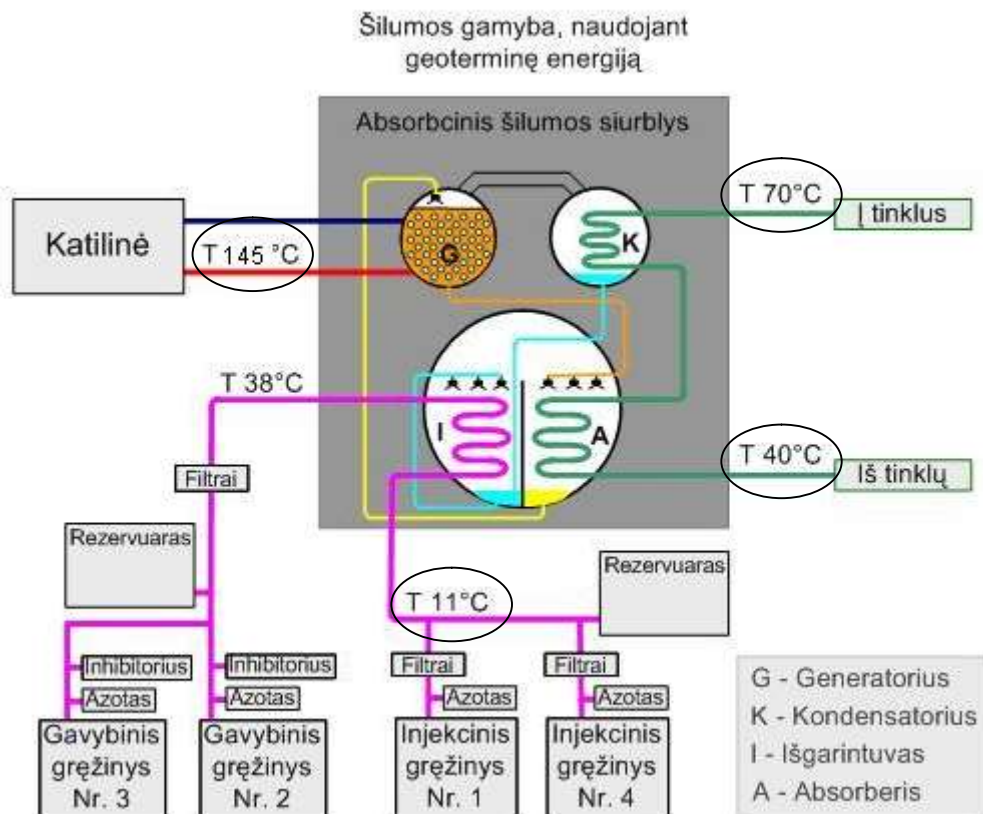 Šilumos gamyba, naudojant
geoterminę energiją
Absorbcinis šilumos siurblys
Katilinė
T 145 °C
G
K
T 70°C
Į tinklus
T 38°C
I
A
T 40°C
Iš tinklų
Filtrai
Rezervuaras
T 11°C
Rezervuaras
Inhibitorius
Azotas
Inhibitorius
Azotas
Filtrai
Azotas
Filtrai
Azotas
Gavybinis
gręžinys
Nr. 3
Gavybinis
gręžinys
Nr. 2
Injekcinis
gręžinys
Nr. 1
Injekcinis
gręžinys
Nr. 4
G - Generatorius
K - Kondensatorius
I - Išgarintuvas
A - Absorberis